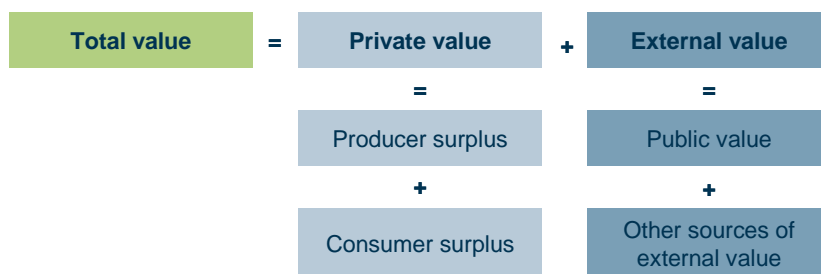 Total value = Private value + External value
= =
Producer surplus Public value
+ +
Consumer surplus Other sources of
external value